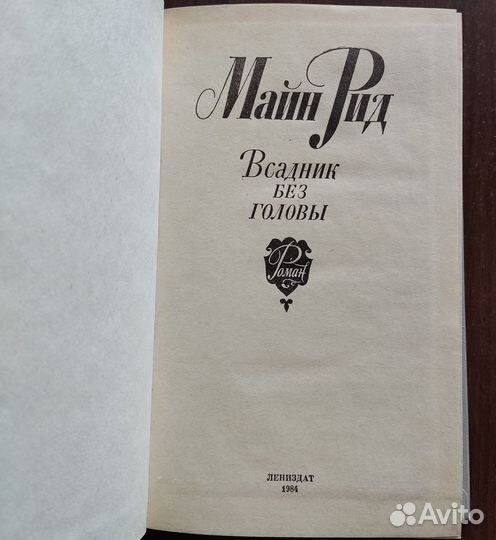 Майн Рид
Всадник
без
головы
Роман
ЛЕНИЗДАТ
1984
Avito